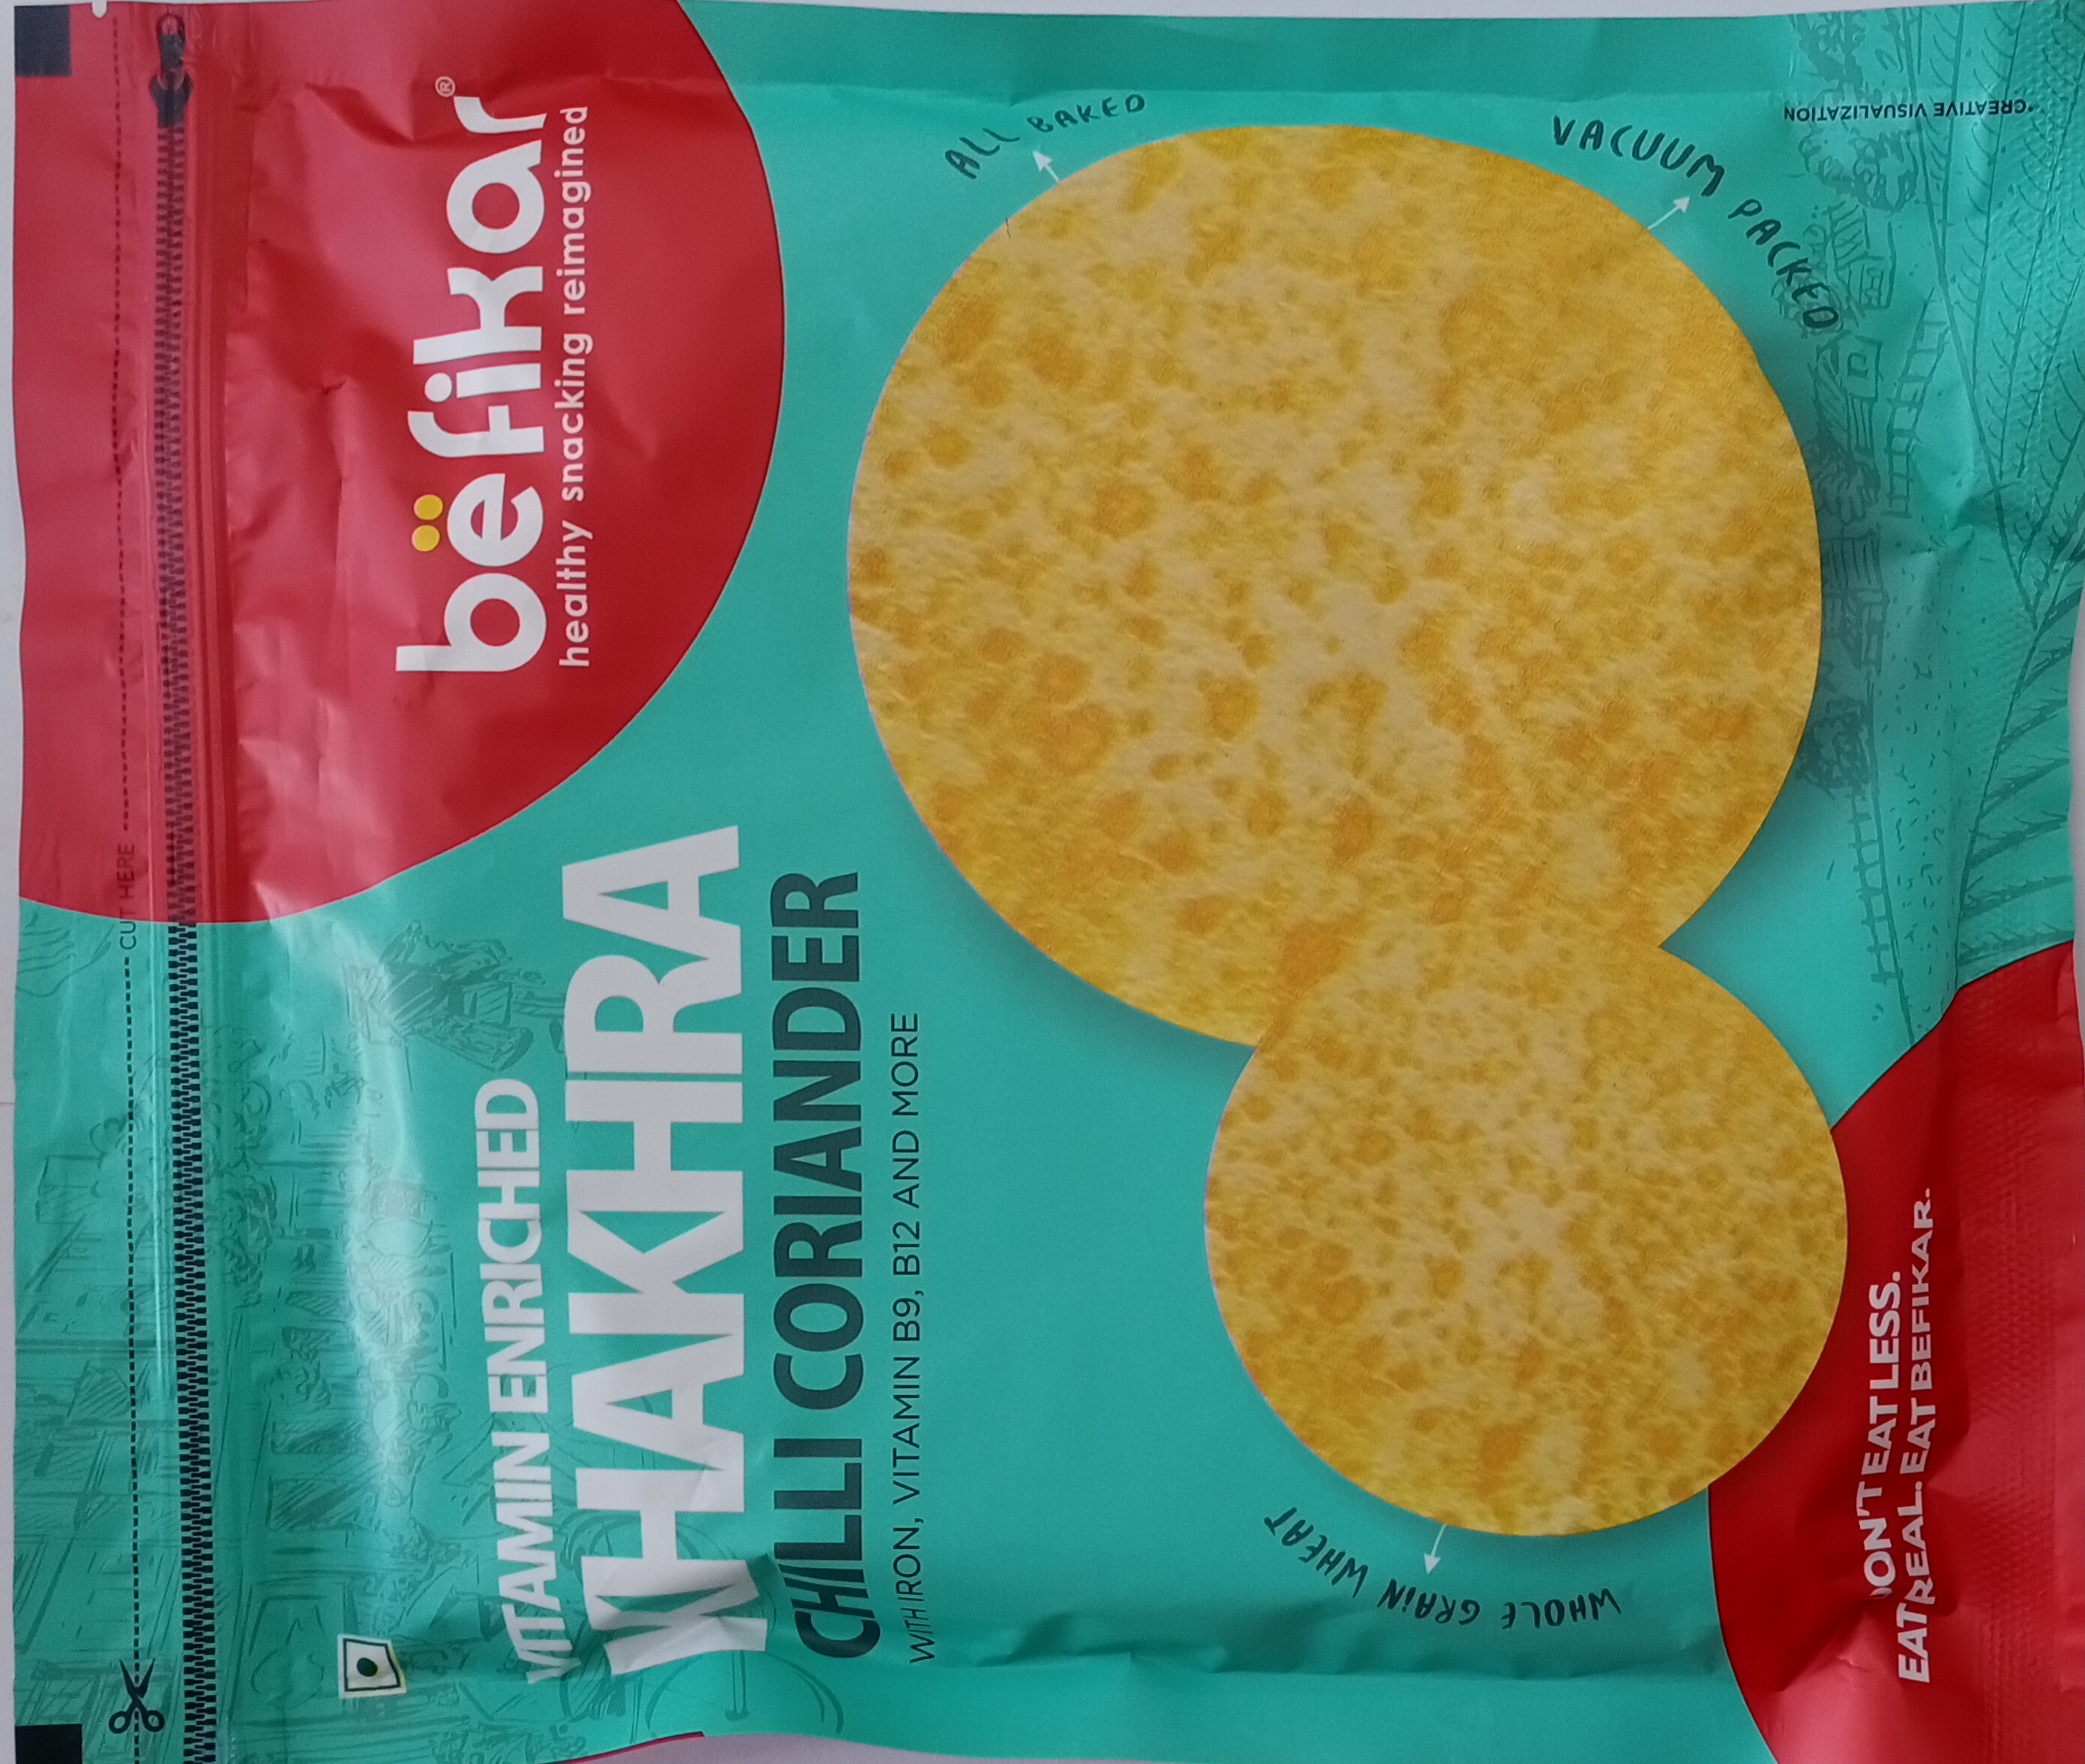 CUT HERE
bëfikar®
healthy snacking reimagined
VITAMIN ENRICHED
KHAKHRA
CHILLI CORIANDER
WITH IRON, VITAMIN B9, B12 AND MORE
ALL BAKED
VACUUM PACKED
WHOLE GRAIN WHEAT
DON'T EAT LESS.
EAT REAL. EAT BEFIKAR.
*CREATIVE VISUALIZATION